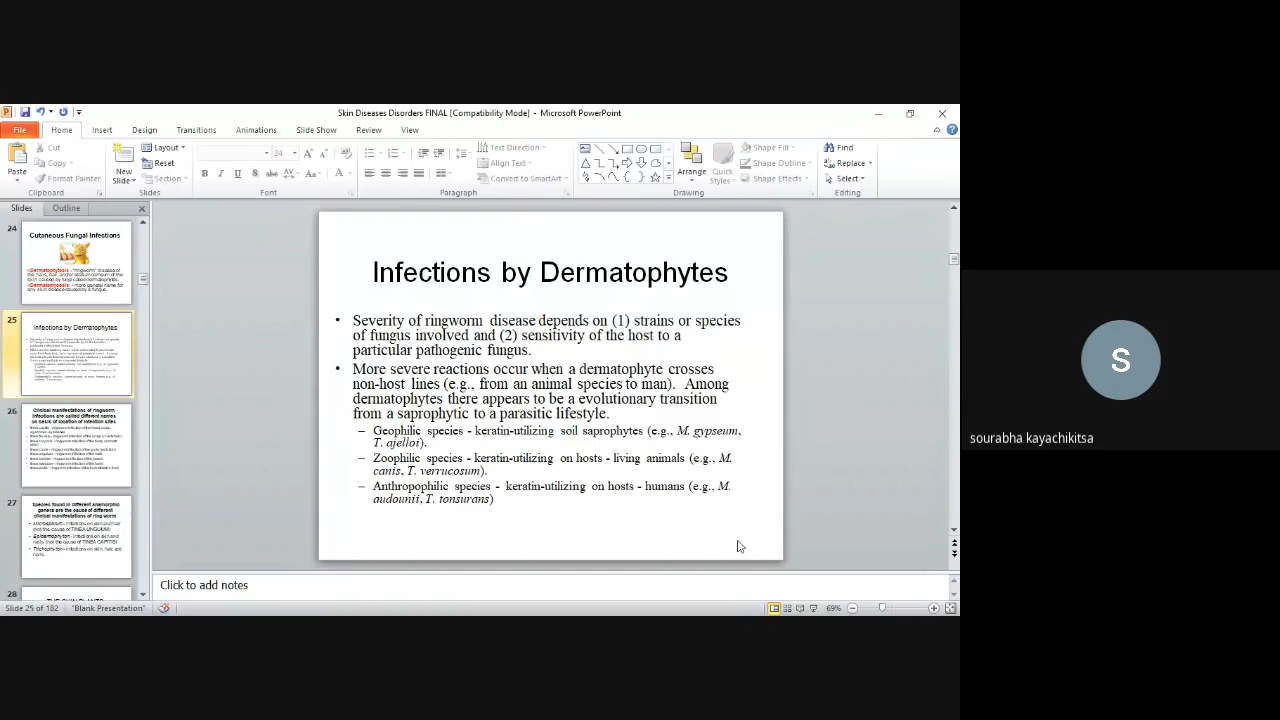 Skin Diseases Disorders FINAL [Compatibility Mode] - Microsoft PowerPoint
File Home Insert Design Transitions Animations Slide Show Review View
Paste
Cut
Copy
Format Painter
Clipboard
New
Slide
Layout
Reset
Section
Slides
24
Font
Paragraph
Text Direction
Align Text
Convert to SmartArt
Arrange
Quick
Styles
Shape Fill
Shape Outline
Shape Effects
Drawing
Find
Replace
Select
Editing
Slides Outline
24
Cutaneous Fungal Infections
25
Infections by Dermatophytes
26
Clinical manifestations of ringworm
infections are called different names
on basis of location of infection sites
27
Species found in different anamorphic
genera are the cause of different
clinical manifestations of ring worm
28
Infections by Dermatophytes
• Severity of ringworm disease depends on (1) strains or species
of fungus involved and (2) sensitivity of the host to a
particular pathogenic fungus.
• More severe reactions occur when a dermatophyte crosses
non-host lines (e.g., from an animal species to man). Among
dermatophytes there appears to be a evolutionary transition
from a saprophytic to a parasitic lifestyle.
– Geophilic species - keratin-utilizing soil saprophytes (e.g., M. gypseum,
T. ajelloi).
– Zoophilic species - keratin-utilizing on hosts - living animals (e.g., M.
canis, T. verrucosum).
– Anthropophilic species - keratin-utilizing on hosts - humans (e.g., M.
audounii, T. tonsurans)
Click to add notes
Slide 25 of 182 "Blank Presentation" 69%
S
sourabha kayachikitsa